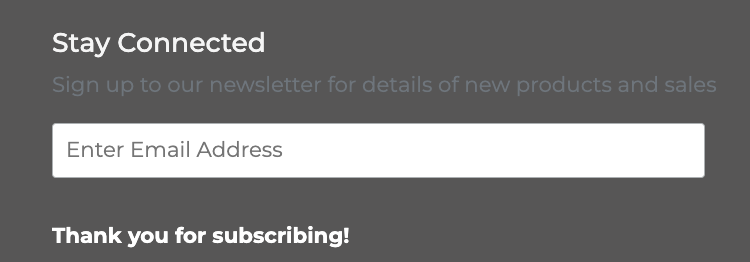 Stay Connected
Sign up to our newsletter for details of new products and sales
Enter Email Address
Thank you for subscribing!